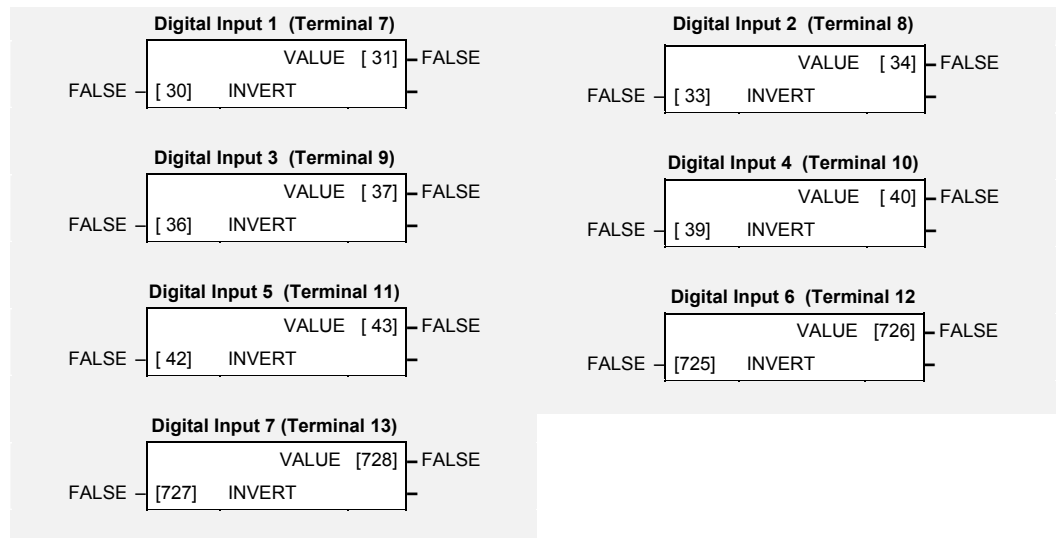 Digital Input 1 (Terminal 7)
VALUE [ 31] FALSE
FALSE [ 30] INVERT
Digital Input 2 (Terminal 8)
VALUE [ 34] FALSE
FALSE [ 33] INVERT
Digital Input 3 (Terminal 9)
VALUE [ 37] FALSE
FALSE [ 36] INVERT
Digital Input 4 (Terminal 10)
VALUE [ 40] FALSE
FALSE [ 39] INVERT
Digital Input 5 (Terminal 11)
VALUE [ 43] FALSE
FALSE [ 42] INVERT
Digital Input 6 (Terminal 12
VALUE [726] FALSE
FALSE [725] INVERT
Digital Input 7 (Terminal 13)
VALUE [728] FALSE
FALSE [727] INVERT